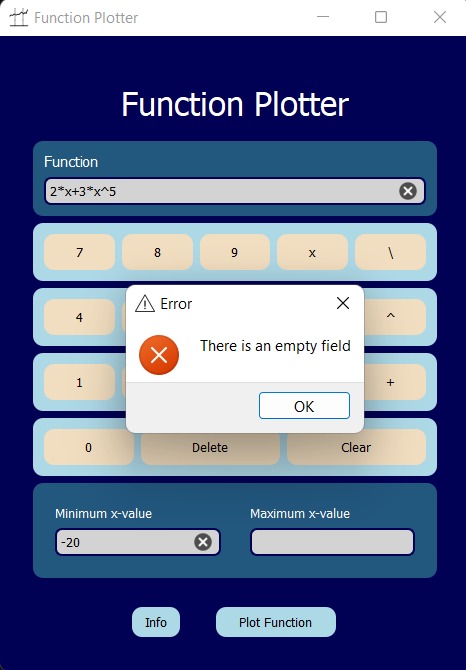 Function Plotter
Function Plotter
Function
2*x+3*x^5
7 8 9 x \
4 ^
Error
There is an empty field
OK
1 +
0 Delete Clear
Minimum x-value Maximum x-value
-20
Info Plot Function